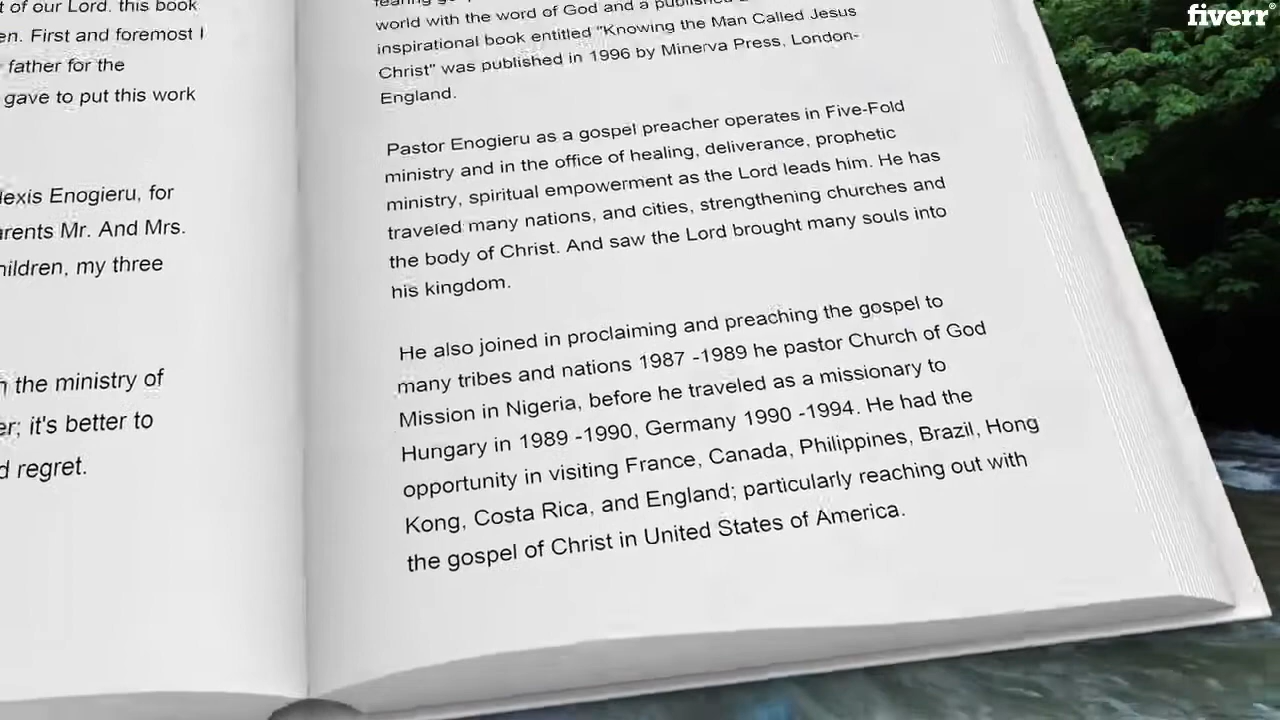 t of our Lord, this book
en. First and foremost I
father for the
gave to put this work
lexis Enogieru, for
arents Mr. And Mrs.
hildren, my three
n the ministry of
er; it's better to
d regret.
world with the word of God and a published
inspirational book entitled "Knowing the Man Called Jesus
Christ" was published in 1996 by Minerva Press, London-
England.
Pastor Enogieru as a gospel preacher operates in Five-Fold
ministry and in the office of healing, deliverance, prophetic
ministry, spiritual empowerment as the Lord leads him. He has
traveled many nations, and cities, strengthening churches and
the body of Christ. And saw the Lord brought many souls into
his kingdom.
He also joined in proclaiming and preaching the gospel to
many tribes and nations 1987 -1989 he pastor Church of God
Mission in Nigeria, before he traveled as a missionary to
Hungary in 1989 -1990, Germany 1990 -1994. He had the
opportunity in visiting France, Canada, Philippines, Brazil, Hong
Kong, Costa Rica, and England; particularly reaching out with
the gospel of Christ in United States of America.
fiverr®